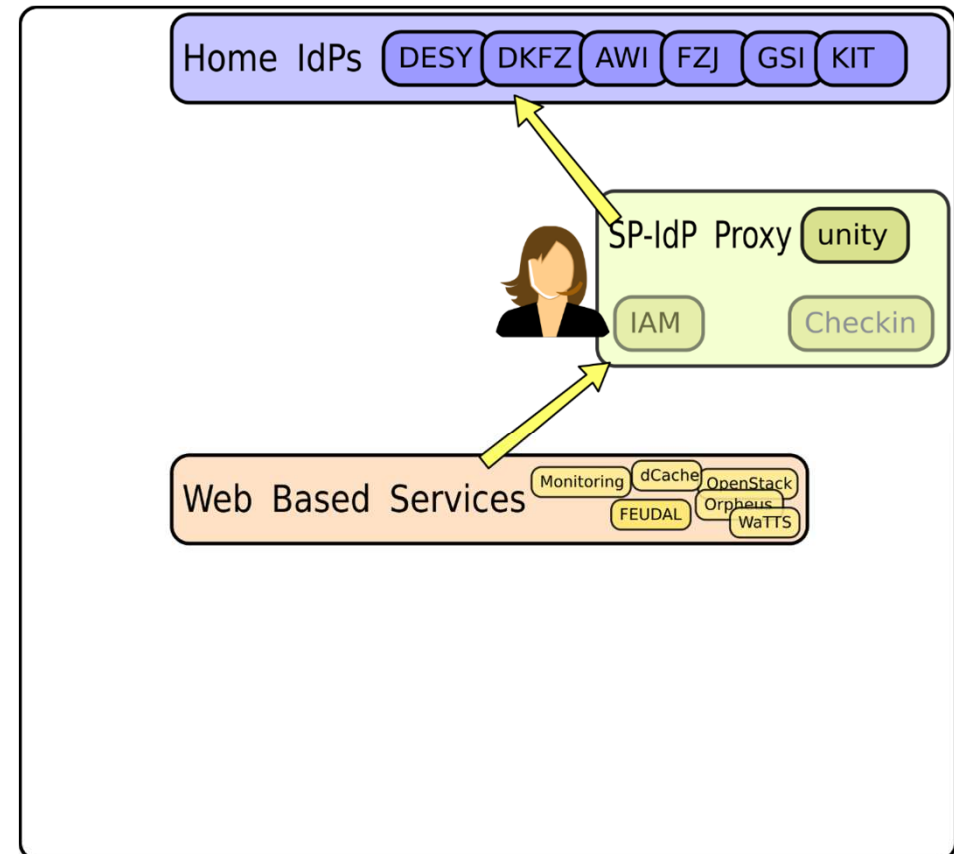 Home IdPs DESY DKFZ AWI FZJ GSI KIT
SP-IdP Proxy unity
IAM Checkin
Web Based Services
Monitoring dCache OpenStack
FEUDAL Orpheus
WaTTS